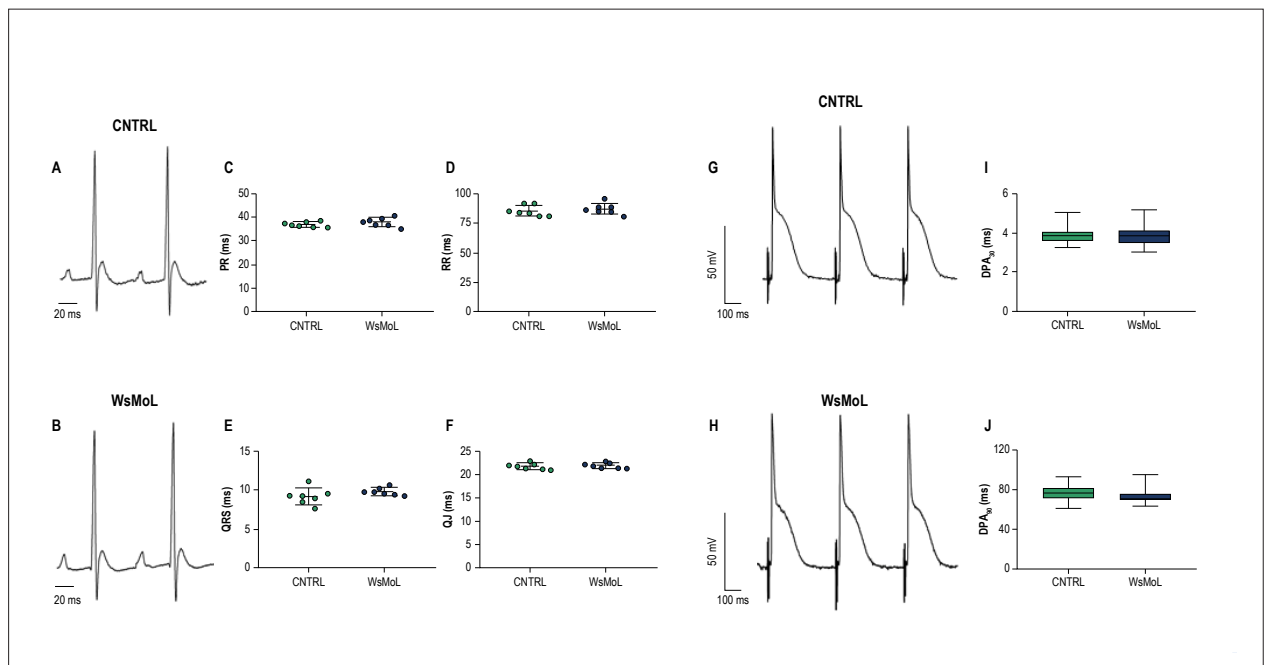 CNTRL
A
20 ms
C
PR (ms)
50
40
30
20
10
0
CNTRL
WsMoL
D
RR (ms)
100
75
50
25
0
CNTRL
WsMoL
CNTRL
G
50 mV
100 ms
I
DPA30 (ms)
6
4
2
0
CNTRL
WsMoL
WsMoL
B
20 ms
E
QRS (ms)
15
10
5
0
CNTRL
WsMoL
F
QJ (ms)
25
20
15
10
5
0
CNTRL
WsMoL
WsMoL
H
50 mV
100 ms
J
DPA90 (ms)
120
80
40
0
CNTRL
WsMoL